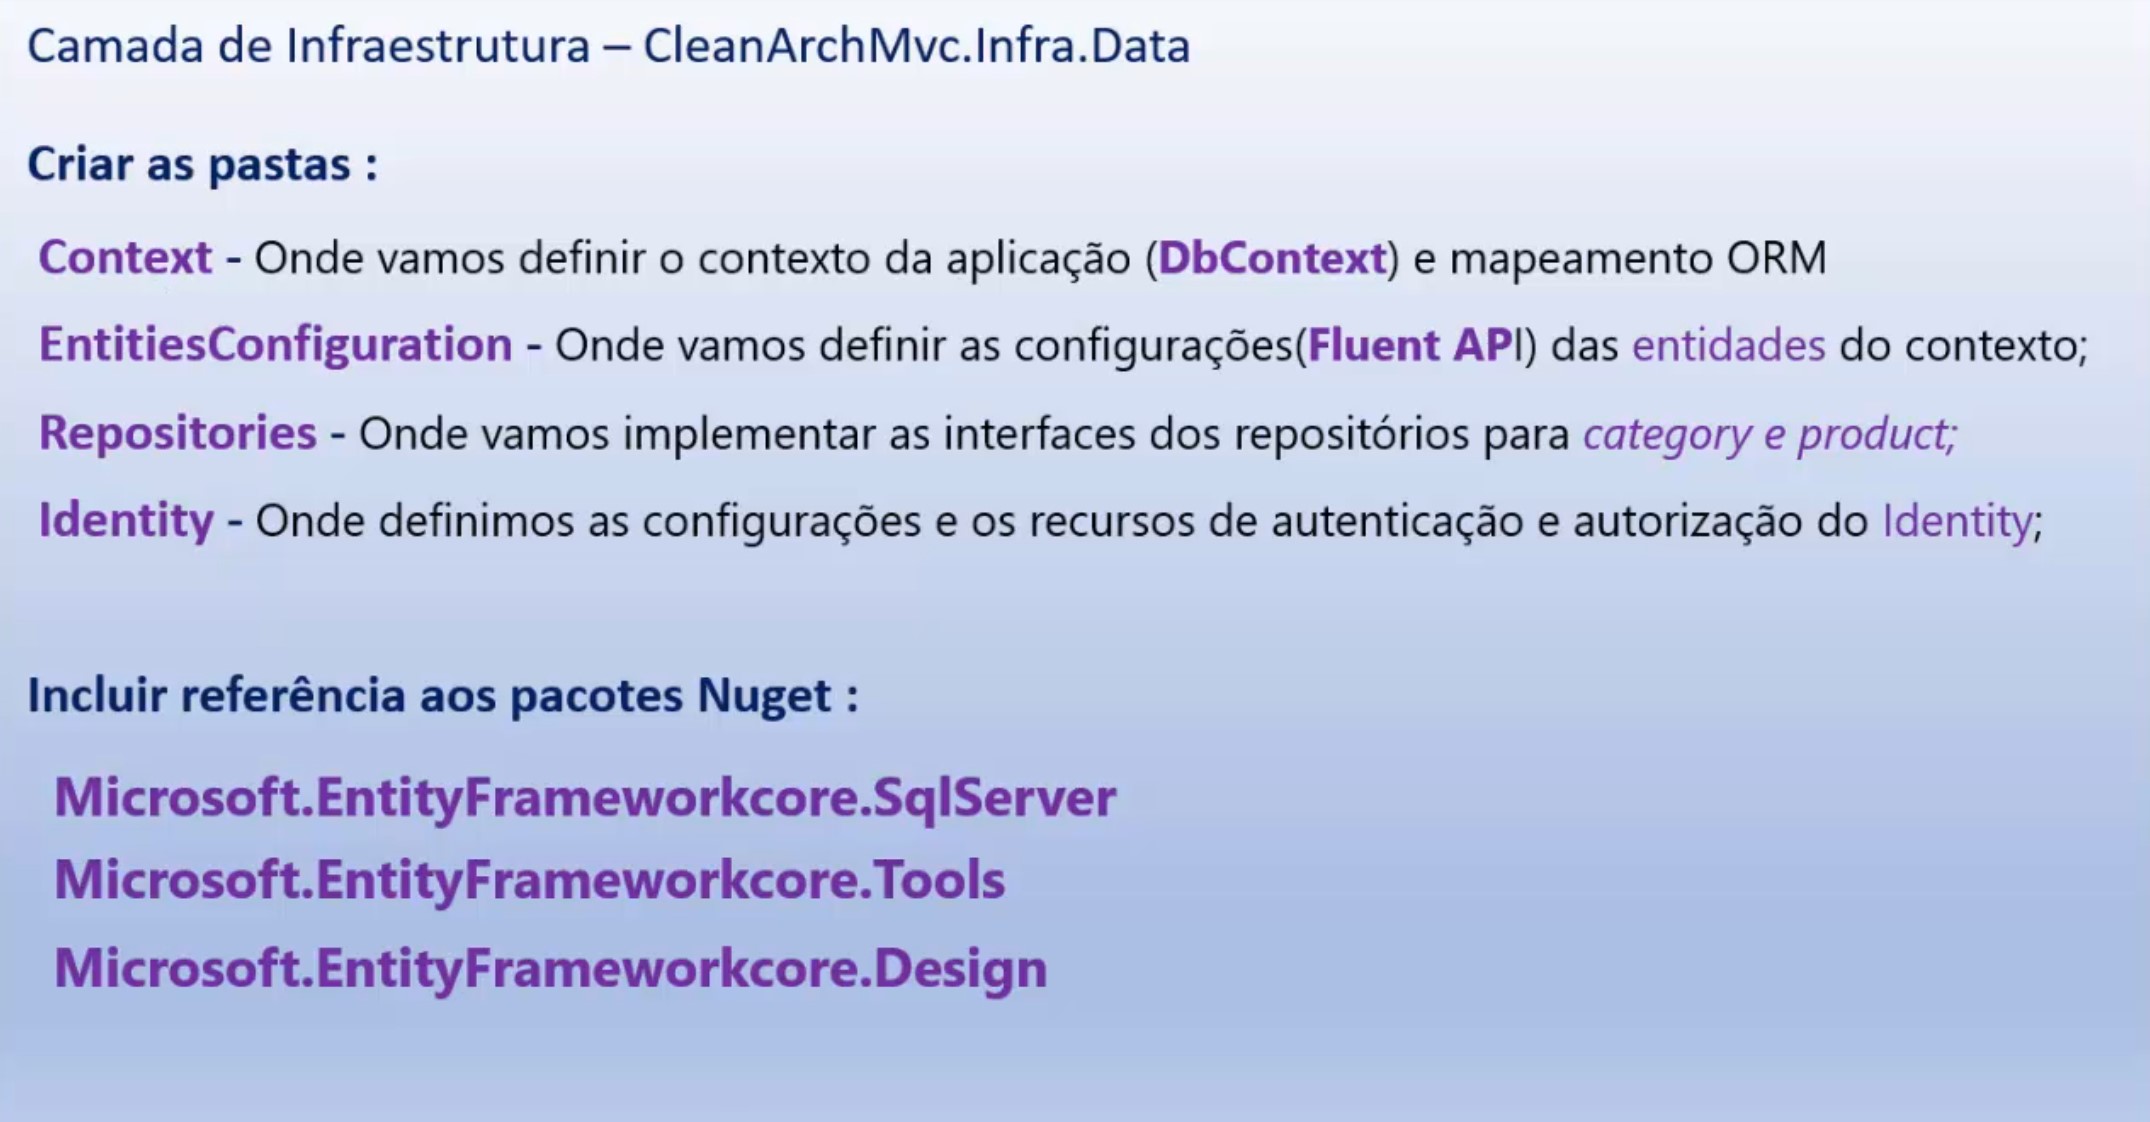 Camada de Infraestrutura – CleanArchMvc.Infra.Data
Criar as pastas :
Context - Onde vamos definir o contexto da aplicação (DbContext) e mapeamento ORM
EntitiesConfiguration - Onde vamos definir as configurações(Fluent API) das entidades do contexto;
Repositories - Onde vamos implementar as interfaces dos repositórios para category e product;
Identity - Onde definimos as configurações e os recursos de autenticação e autorização do Identity;
Incluir referência aos pacotes Nuget :
Microsoft.EntityFrameworkcore.SqlServer
Microsoft.EntityFrameworkcore.Tools
Microsoft.EntityFrameworkcore.Design